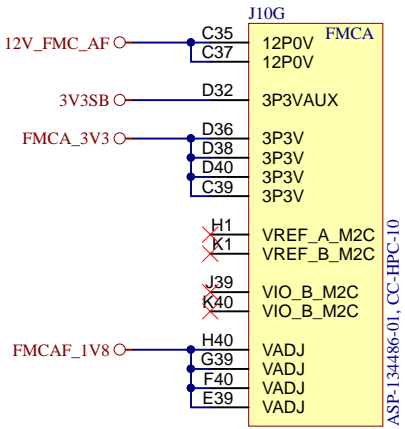 J10G
FMCA
12V_FMC_AF C35 12P0V
C37 12P0V
3V3SB D32 3P3VAUX
FMCA_3V3 D36 3P3V
D38 3P3V
D40 3P3V
C39 3P3V
H1 VREF_A_M2C
K1 VREF_B_M2C
J39 VIO_B_M2C
K40 VIO_B_M2C
FMCAF_1V8 H40 VADJ
G39 VADJ
F40 VADJ
E39 VADJ
ASP-134486-01, CC-HPC-10